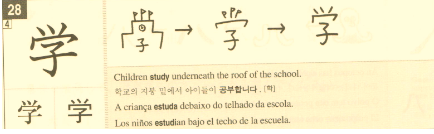 28
4
学
学 学
子 → 子 → 学
Children study underneath the roof of the school.
학교의 지붕 밑에서 아이들이 공부합니다. [학]
A criança estuda debaixo do telhado da escola.
Los niños estudian bajo el techo de la escuela.